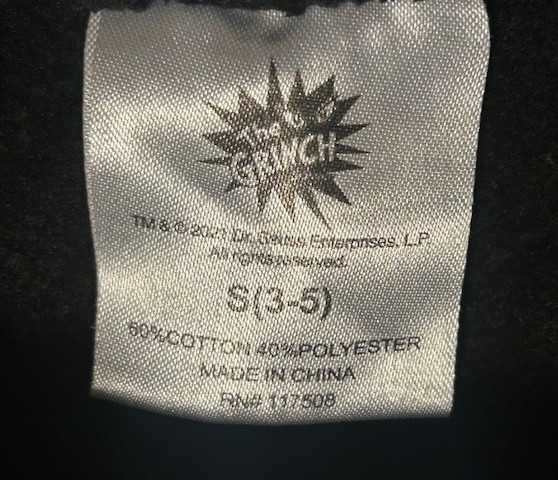 The
GRINCH
TM & © 2021 Dr. Seuss Enterprises, L.P.
All rights reserved.
S(3-5)
60%COTTON 40%POLYESTER
MADE IN CHINA
RN# 117508